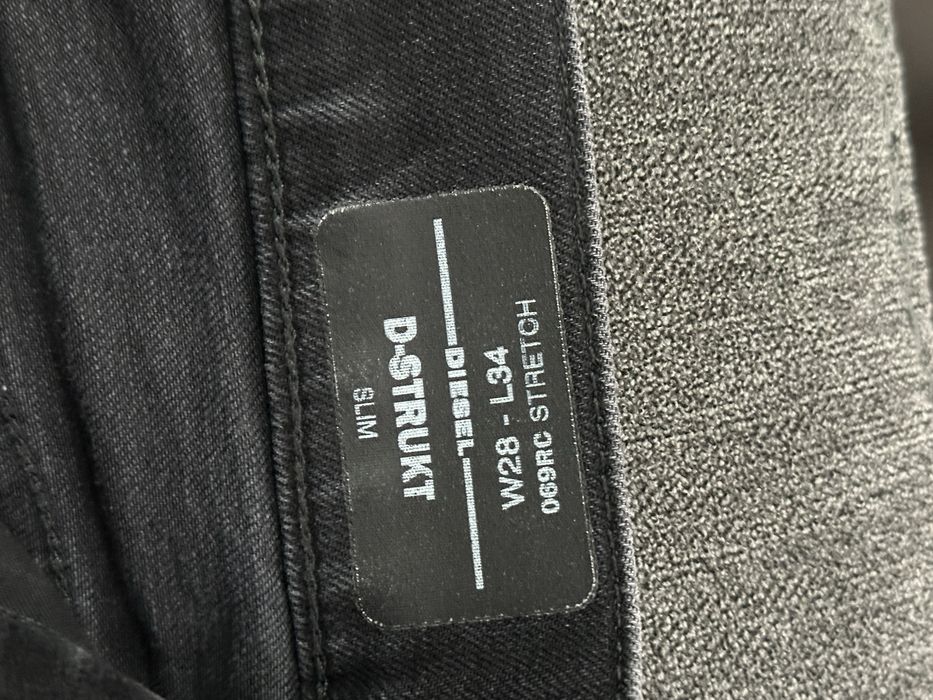 DIESEL
D-STRUKT
SLIM
W28 - L34
069RC STRETCH